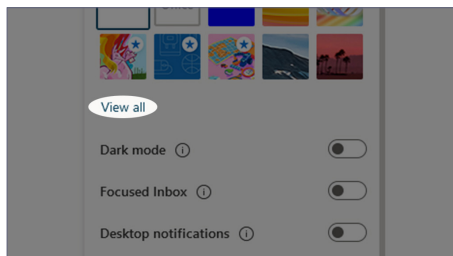 View all
Dark mode
Focused Inbox
Desktop notifications